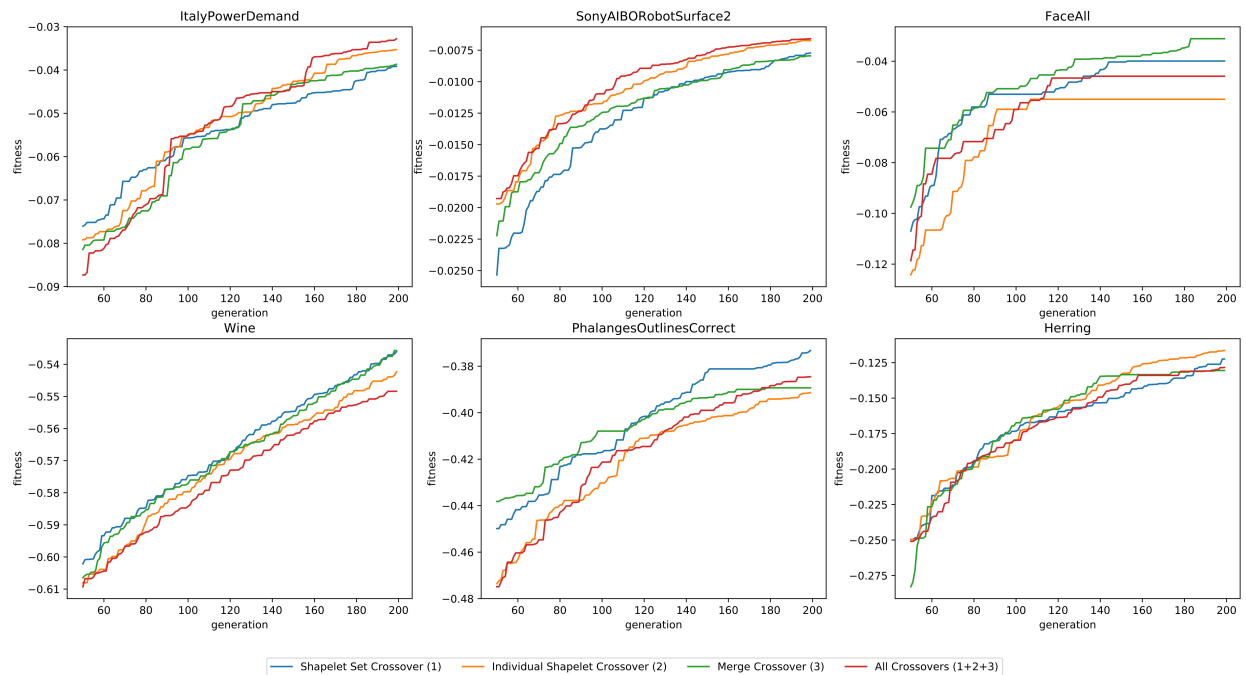 ItalyPowerDemand
−0.03
−0.04
−0.05
−0.06
−0.07
−0.08
−0.09
fitness
60 80 100 120 140 160 180 200
generation
SonyAIBORobotSurface2
−0.0075
−0.0100
−0.0125
−0.0150
−0.0175
−0.0200
−0.0225
−0.0250
fitness
60 80 100 120 140 160 180 200
generation
FaceAll
−0.04
−0.06
−0.08
−0.10
−0.12
fitness
60 80 100 120 140 160 180 200
generation
Wine
−0.54
−0.55
−0.56
−0.57
−0.58
−0.59
−0.60
−0.61
fitness
60 80 100 120 140 160 180 200
generation
PhalangesOutlinesCorrect
−0.38
−0.40
−0.42
−0.44
−0.46
−0.48
fitness
60 80 100 120 140 160 180 200
generation
Herring
−0.125
−0.150
−0.175
−0.200
−0.225
−0.250
−0.275
fitness
60 80 100 120 140 160 180 200
generation
Shapelet Set Crossover (1) Individual Shapelet Crossover (2) Merge Crossover (3) All Crossovers (1+2+3)